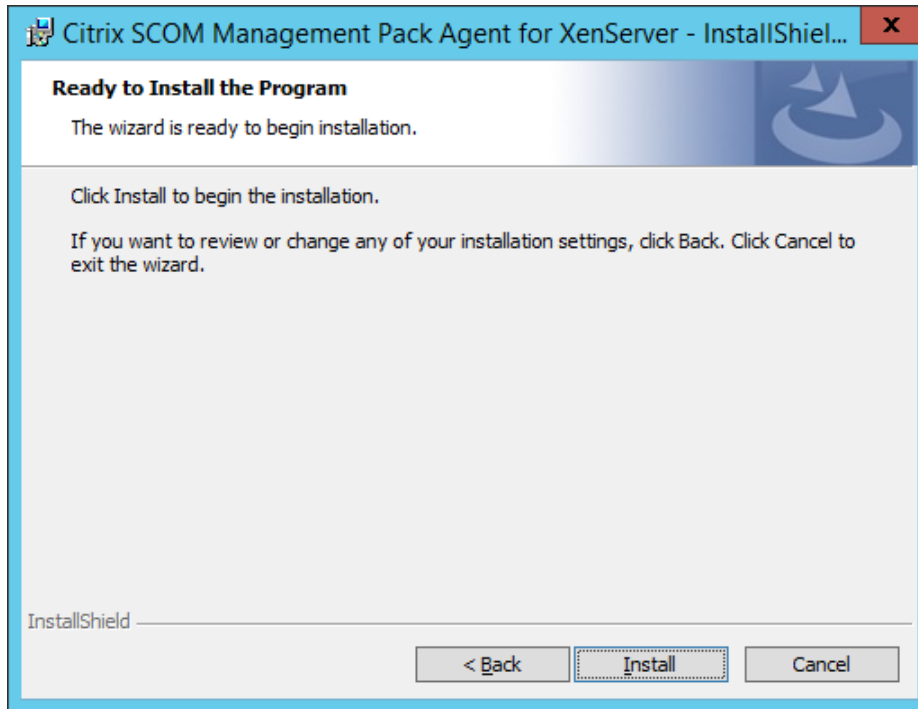 Citrix SCOM Management Pack Agent for XenServer - InstallShiel...
x
Ready to Install the Program
The wizard is ready to begin installation.
Click Install to begin the installation.
If you want to review or change any of your installation settings, click Back. Click Cancel to
exit the wizard.
InstallShield
< Back
Install
Cancel